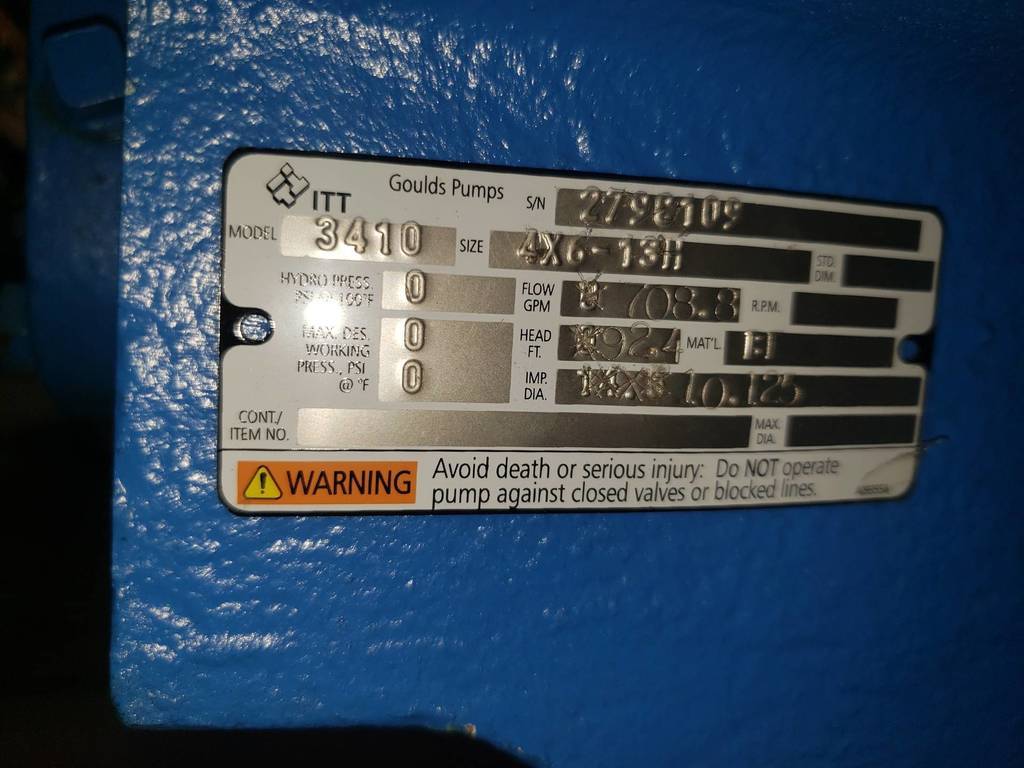 ITT Goulds Pumps S/N 2798109
MODEL 3410 SIZE 4X6-13H STD. DIM.
HYDRO PRESS. PSI @ 100°F 0 FLOW GPM 708.8 R.P.M.
MAX. DES. WORKING PRESS., PSI @ °F 0 0 HEAD FT. 92.4 MAT'L.
IMP. DIA. 10.125
CONT./ ITEM NO. MAX. DIA.
WARNING Avoid death or serious injury: Do NOT operate
pump against closed valves or blocked lines.